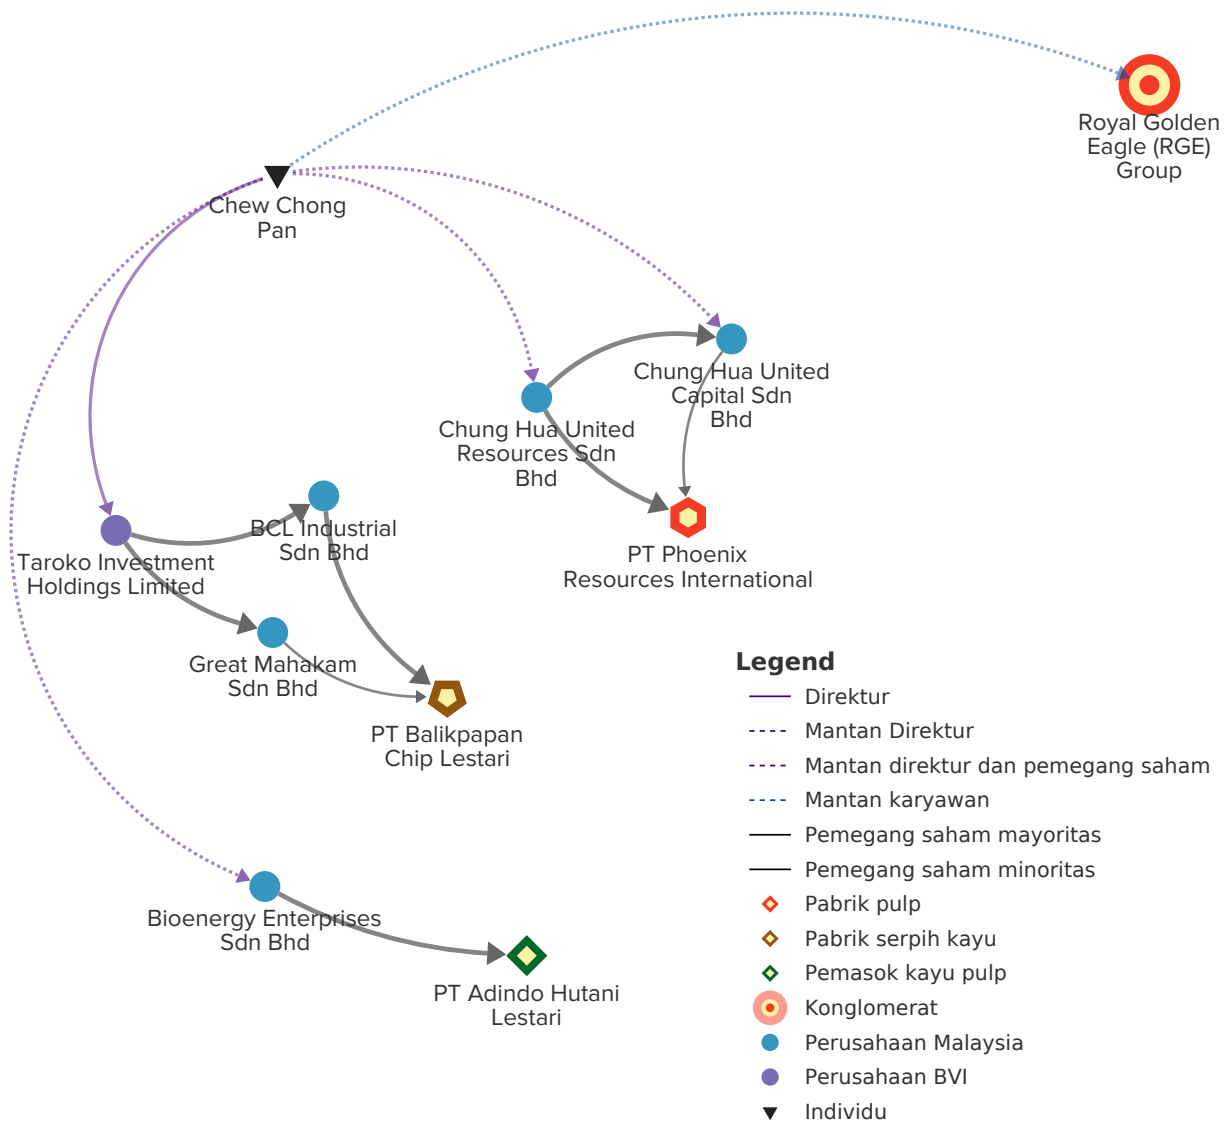 Royal Golden
Eagle (RGE)
Group
Chew Chong
Pan
Chung Hua United
Capital Sdn
Bhd
Chung Hua United
Resources Sdn
Bhd
BCL Industrial
Sdn Bhd
Taroko Investment
Holdings Limited
PT Phoenix
Resources International
Great Mahakam
Sdn Bhd
PT Balikpapan
Chip Lestari
Bioenergy Enterprises
Sdn Bhd
PT Adindo Hutani
Lestari
Legend
Direktur
Mantan Direktur
Mantan direktur dan pemegang saham
Mantan karyawan
Pemegang saham mayoritas
Pemegang saham minoritas
Pabrik pulp
Pabrik serpih kayu
Pemasok kayu pulp
Konglomerat
Perusahaan Malaysia
Perusahaan BVI
Individu